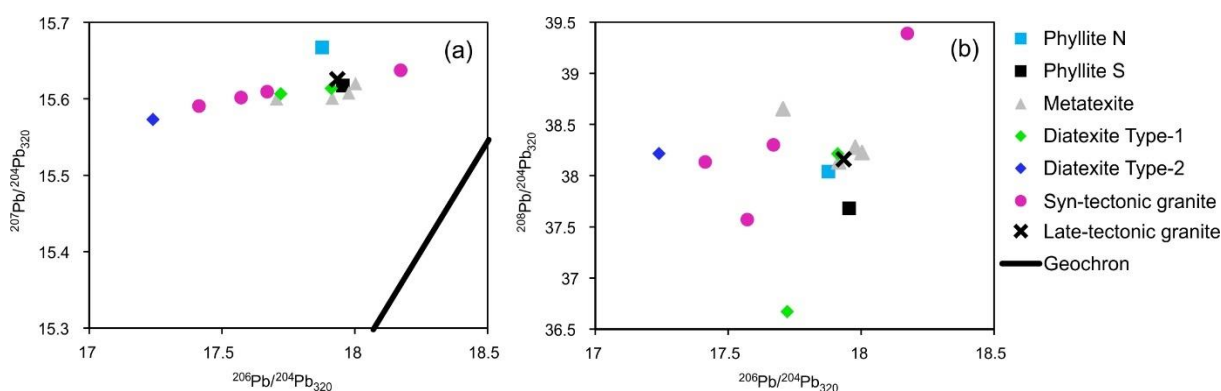 15.7
15.6
15.5
15.4
15.3
17
17.5
18
18.5
(a)
207Pb/204Pb320
206Pb/204Pb320
39.5
39
38.5
38
37.5
37
36.5
17
17.5
18
18.5
(b)
208Pb/204Pb320
206Pb/204Pb320
Phyllite N
Phyllite S
Metatexite
Diatexite Type-1
Diatexite Type-2
Syn-tectonic granite
Late-tectonic granite
Geochron